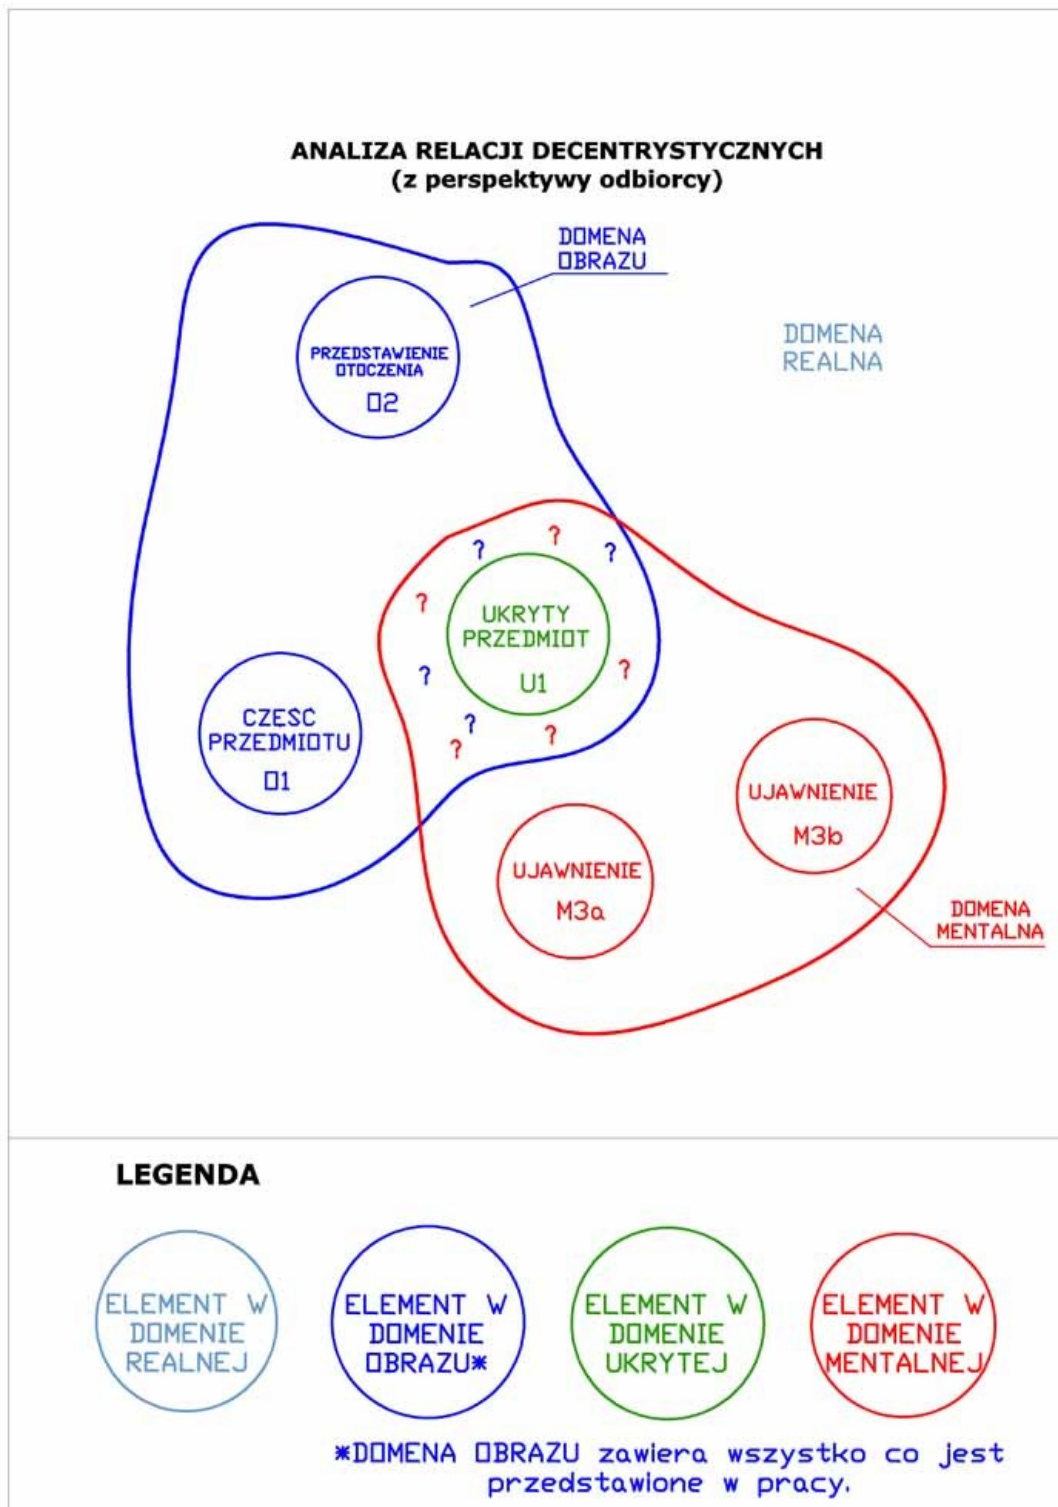 ANALIZA RELACJI DECENTRYSTYCZNYCH
(z perspektywy odbiorcy)
DOMENA
OBRAZU
DOMENA
REALNA
PRZEDSTAWIENIE
OTOCZENIA
O2
? ? ?
?
UKRYTY
PRZEDMIOT
U1
?
?
?
?
?
CZĘSC
PRZEDMIOTU
O1
UJAWNIENIE
M3b
UJAWNIENIE
M3a
DOMENA
MENTALNA
LEGENDA
ELEMENT W
DOMENIE
REALNEJ
ELEMENT W
DOMENIE
OBRAZU*
ELEMENT W
DOMENIE
UKRYTEJ
ELEMENT W
DOMENIE
MENTALNEJ
*DOMENA OBRAZU zawiera wszystko co jest
przedstawione w pracy.